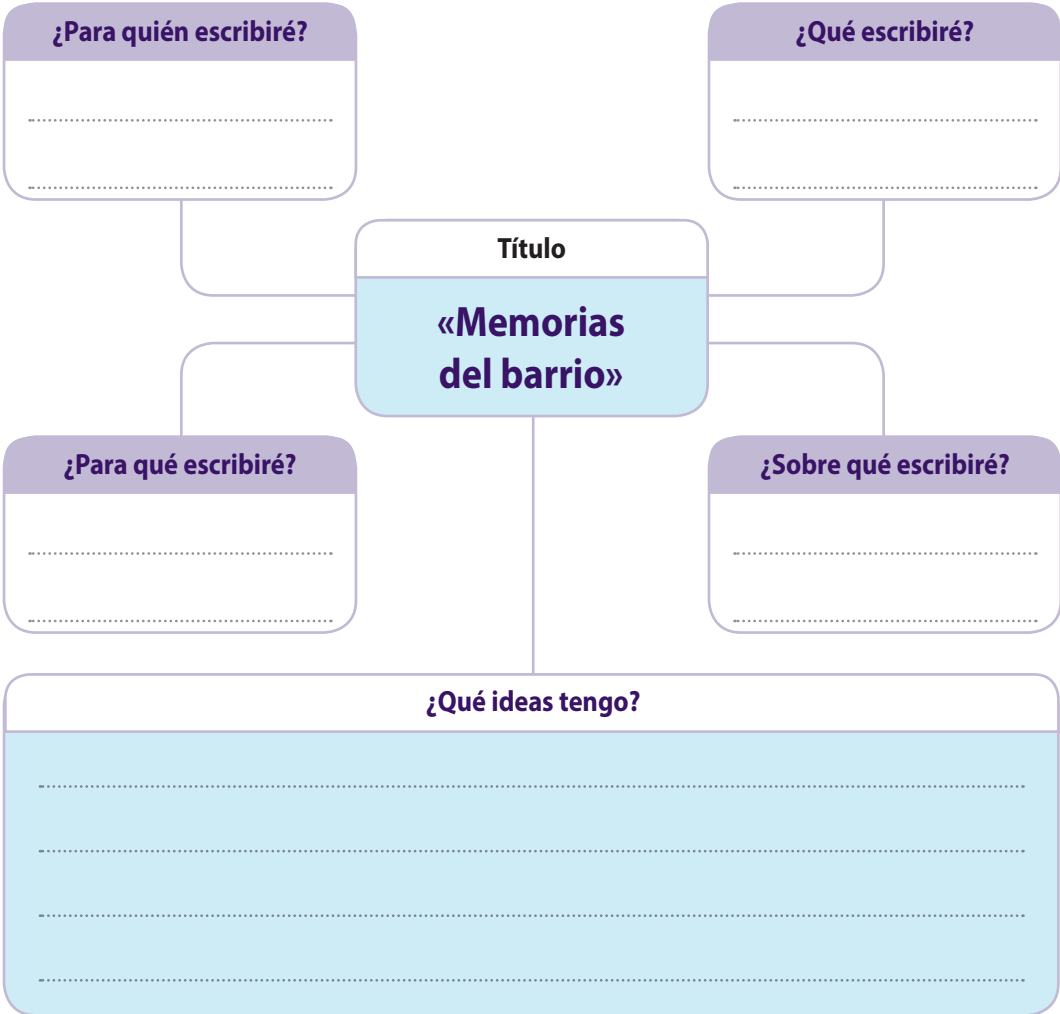 ¿Para quién escribiré?
¿Qué escribiré?
Título
«Memorias
del barrio»
¿Para qué escribiré?
¿Sobre qué escribiré?
¿Qué ideas tengo?